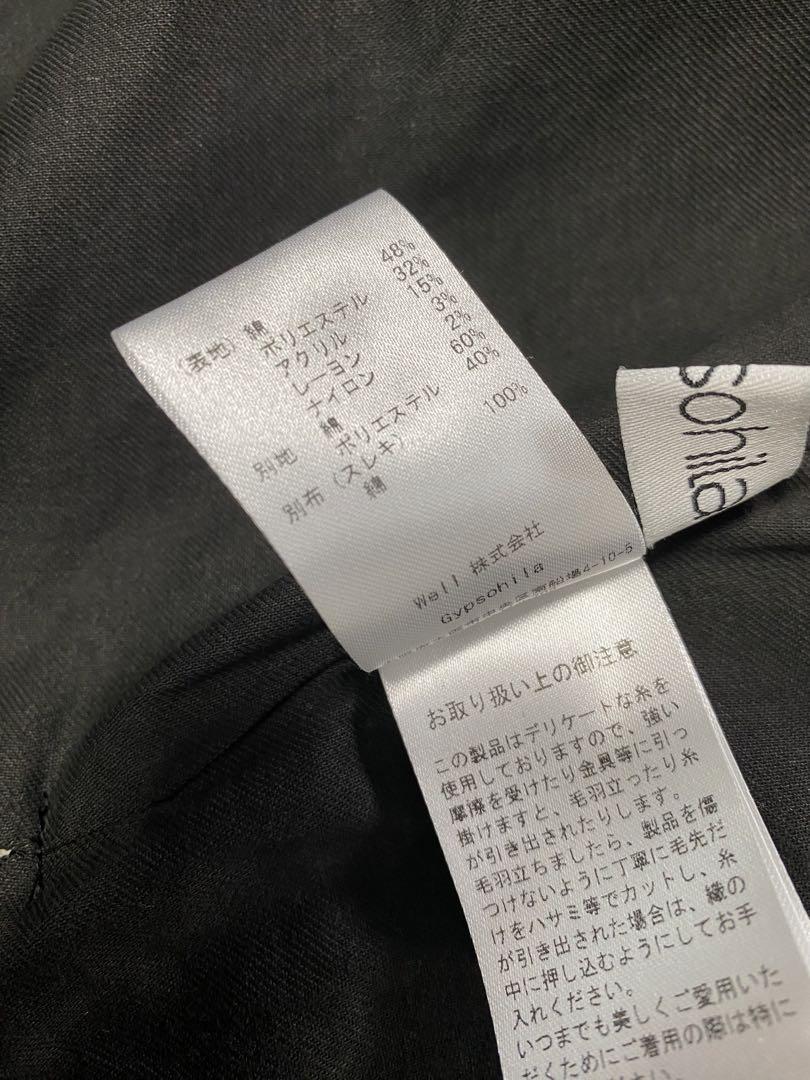 (表地) 綿 48%
ポリエステル 32%
アクリル 15%
レーヨン 3%
ナイロン 2%
別地 綿 60%
ポリエステル 40%
別布(スレキ)
綿 100%
Wall 株式会社
Gypsohila
4-10-5
sohila
お取り扱い上の御注意
この製品はデリケートな糸を
使用しておりますので、強い
摩擦を受けたり金具等に引っ
掛けますと、毛羽立ったり糸
が引き出されたりします。
毛羽立ちましたら、製品を傷
つけないように丁寧に毛先だ
けをハサミ等でカットし、糸
が引き出された場合は、織の
中に押し込むようにしてお手
入れください。
いつまでも美しくご愛用いた
だくためにご着用の際は特に